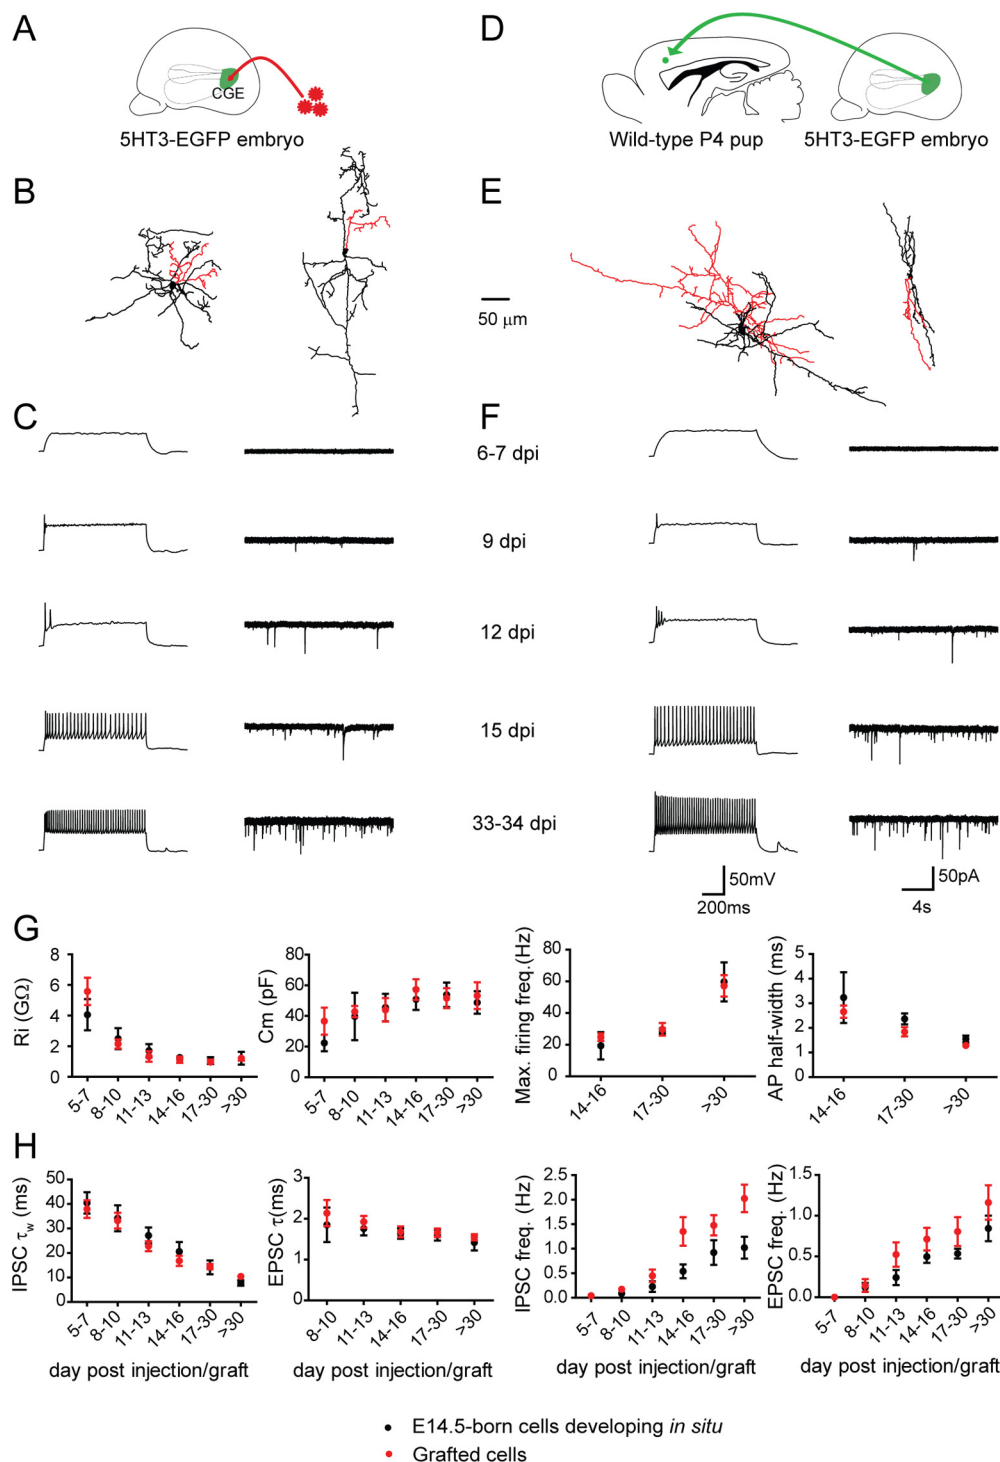 A
CGE
5HT3-EGFP embryo
D
Wild-type P4 pup
5HT3-EGFP embryo
B
50 µm
E
C
F
6-7 dpi
9 dpi
12 dpi
15 dpi
33-34 dpi
50mV
200ms
50pA
4s
G
Ri (GΩ)
8
6
4
2
0
5-7
8-10
11-13
14-16
17-30
>30
Cm (pF)
80
60
40
20
0
5-7
8-10
11-13
14-16
17-30
>30
Max. firing freq.(Hz)
80
60
40
20
0
14-16
17-30
>30
AP half-width (ms)
5
4
3
2
1
0
14-16
17-30
>30
H
IPSC τw (ms)
50
40
30
20
10
0
5-7
8-10
11-13
14-16
17-30
>30
day post injection/graft
EPSC τ(ms)
3
2
1
0
8-10
11-13
14-16
17-30
>30
IPSC freq. (Hz)
2.5
2.0
1.5
1.0
0.5
0.0
5-7
8-10
11-13
14-16
17-30
>30
day post injection/graft
EPSC freq. (Hz)
1.5
1.0
0.5
0.0
5-7
8-10
11-13
14-16
17-30
>30
day post injection/graft
day post injection/graft
E14.5-born cells developing in situ
Grafted cells